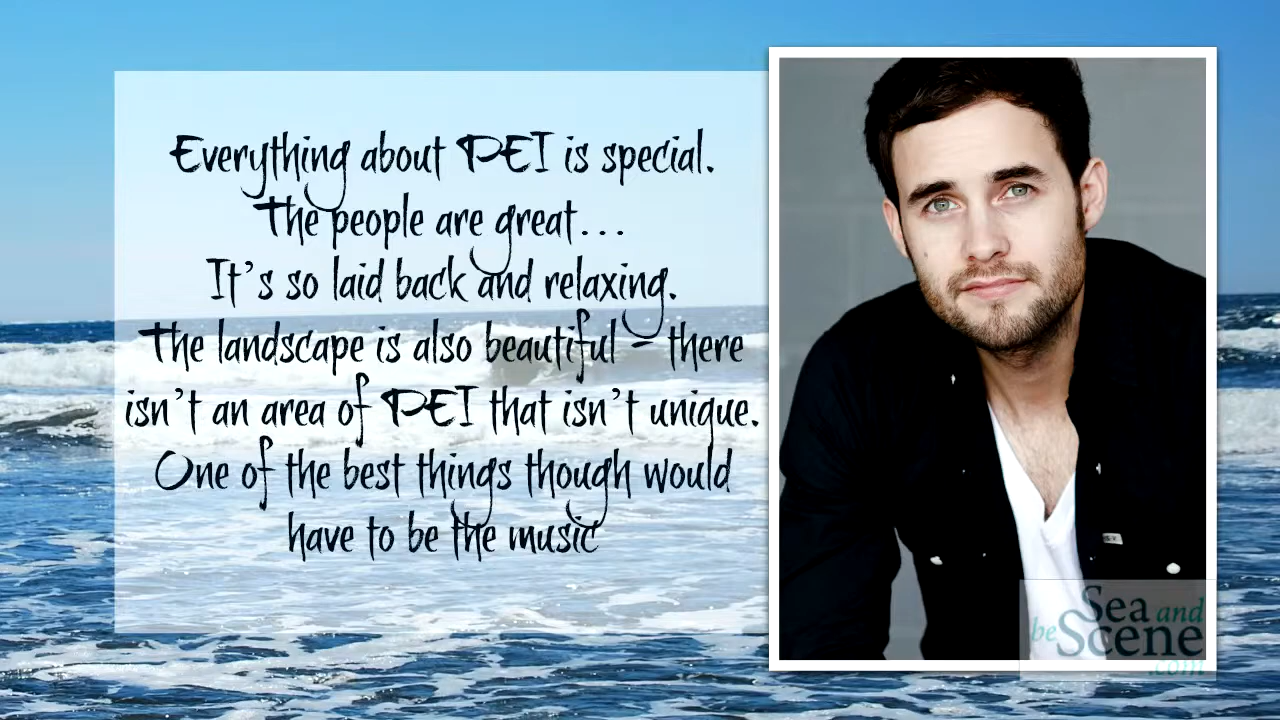 Everything about PEI is special.
The people are great...
It's so laid back and relaxing.
The landscape is also beautiful – there
isn't an area of PEI that isn't unique.
One of the best things though would
have to be the music
Sea and
be Scene
.com